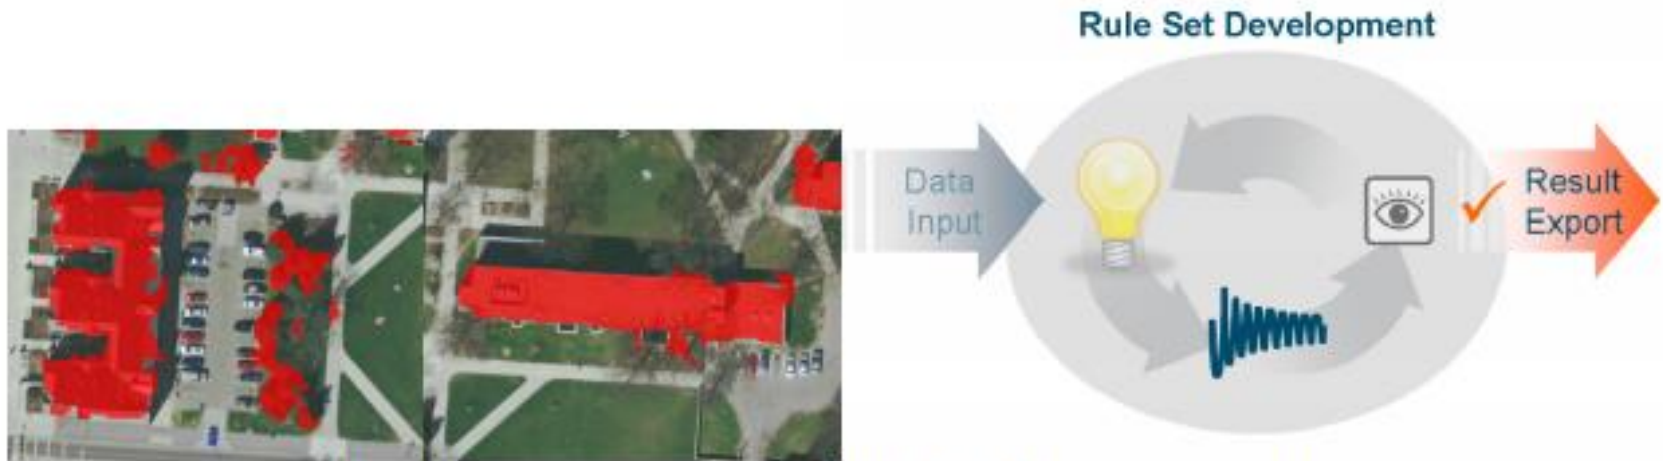 Rule Set Development
Data
Input
Result
Export